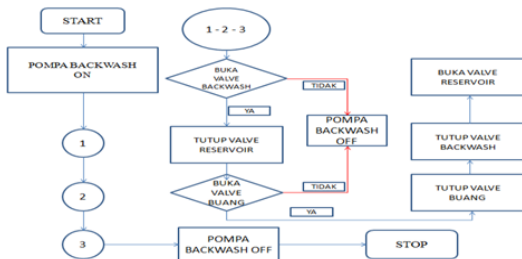 START
POMPA BACKWASH
ON
1
2
3
POMPA
BACKWASH OFF
STOP
1 - 2 - 3
BUKA
VALVE
BACKWASH
TIDAK
YA
TUTUP VALVE
RESERVOIR
POMPA
BACKWASH
OFF
BUKA
VALVE
BUANG
TIDAK
YA
TUTUP VALVE
BUANG
TUTUP VALVE
BACKWASH
BUKA VALVE
RESERVOIR